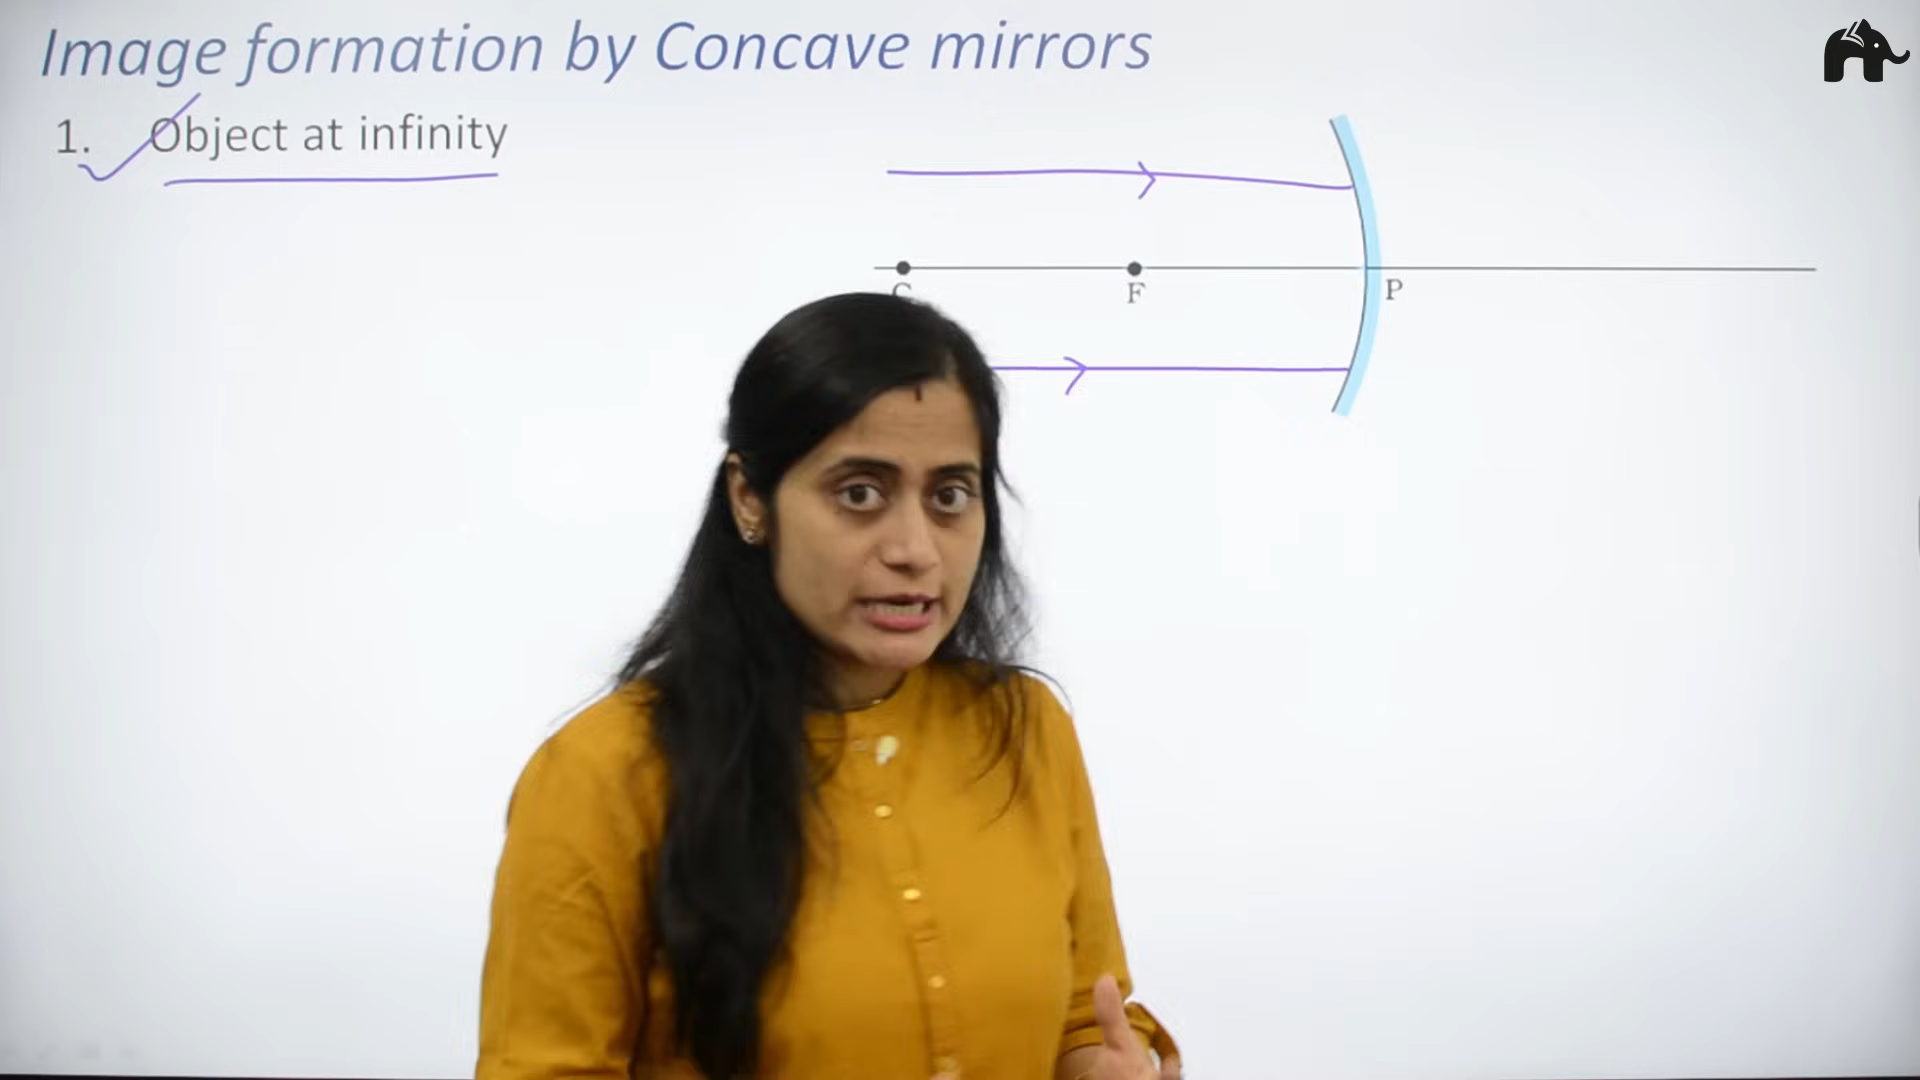 Image formation by Concave mirrors
1. Object at infinity
C
F
P